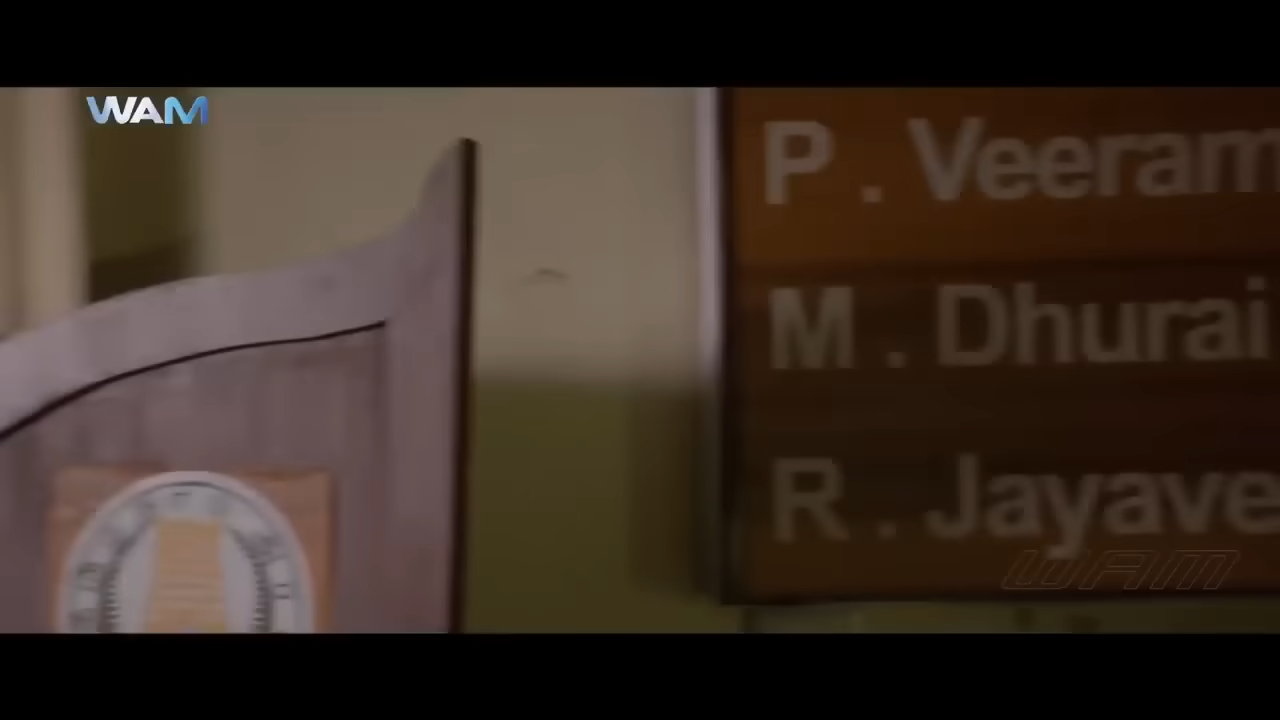 WAM
P . Veeram
M . Dhurai
R . Jayave
WAM